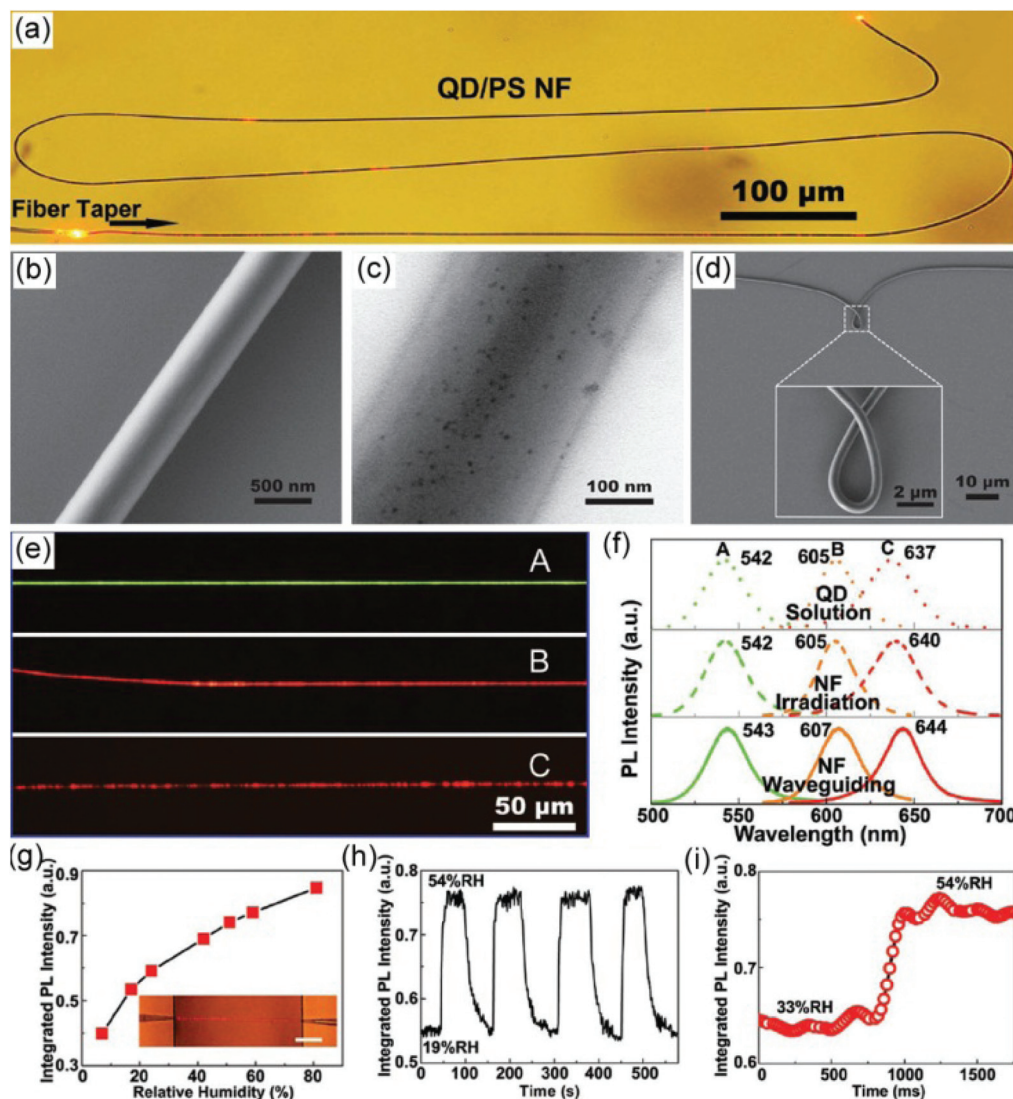 (a)
QD/PS NF
100 µm
Fiber Taper
(b)
500 nm
(c)
100 nm
(d)
2 µm
10 µm
(e)
A
B
C
50 µm
(f)
A B C
542 605 637
QD
Solution
542 605 640
NF
Irradiation
543 607 644
NF
Waveguiding
PL Intensity (a.u.)
500 550 600 650 700
Wavelength (nm)
(g)
Integrated PL Intensity (a.u.)
0.9
0.7
0.5
0.3
0 20 40 60 80
Relative Humidity (%)
(h)
Integrated PL Intensity (a.u.)
0.8
0.7
0.6
0.5
54%RH
19%RH
0 100 200 300 400 500
Time (s)
(i)
Integrated PL Intensity (a.u.)
0.8
0.7
0.6
54%RH
33%RH
0 500 1000 1500
Time (ms)